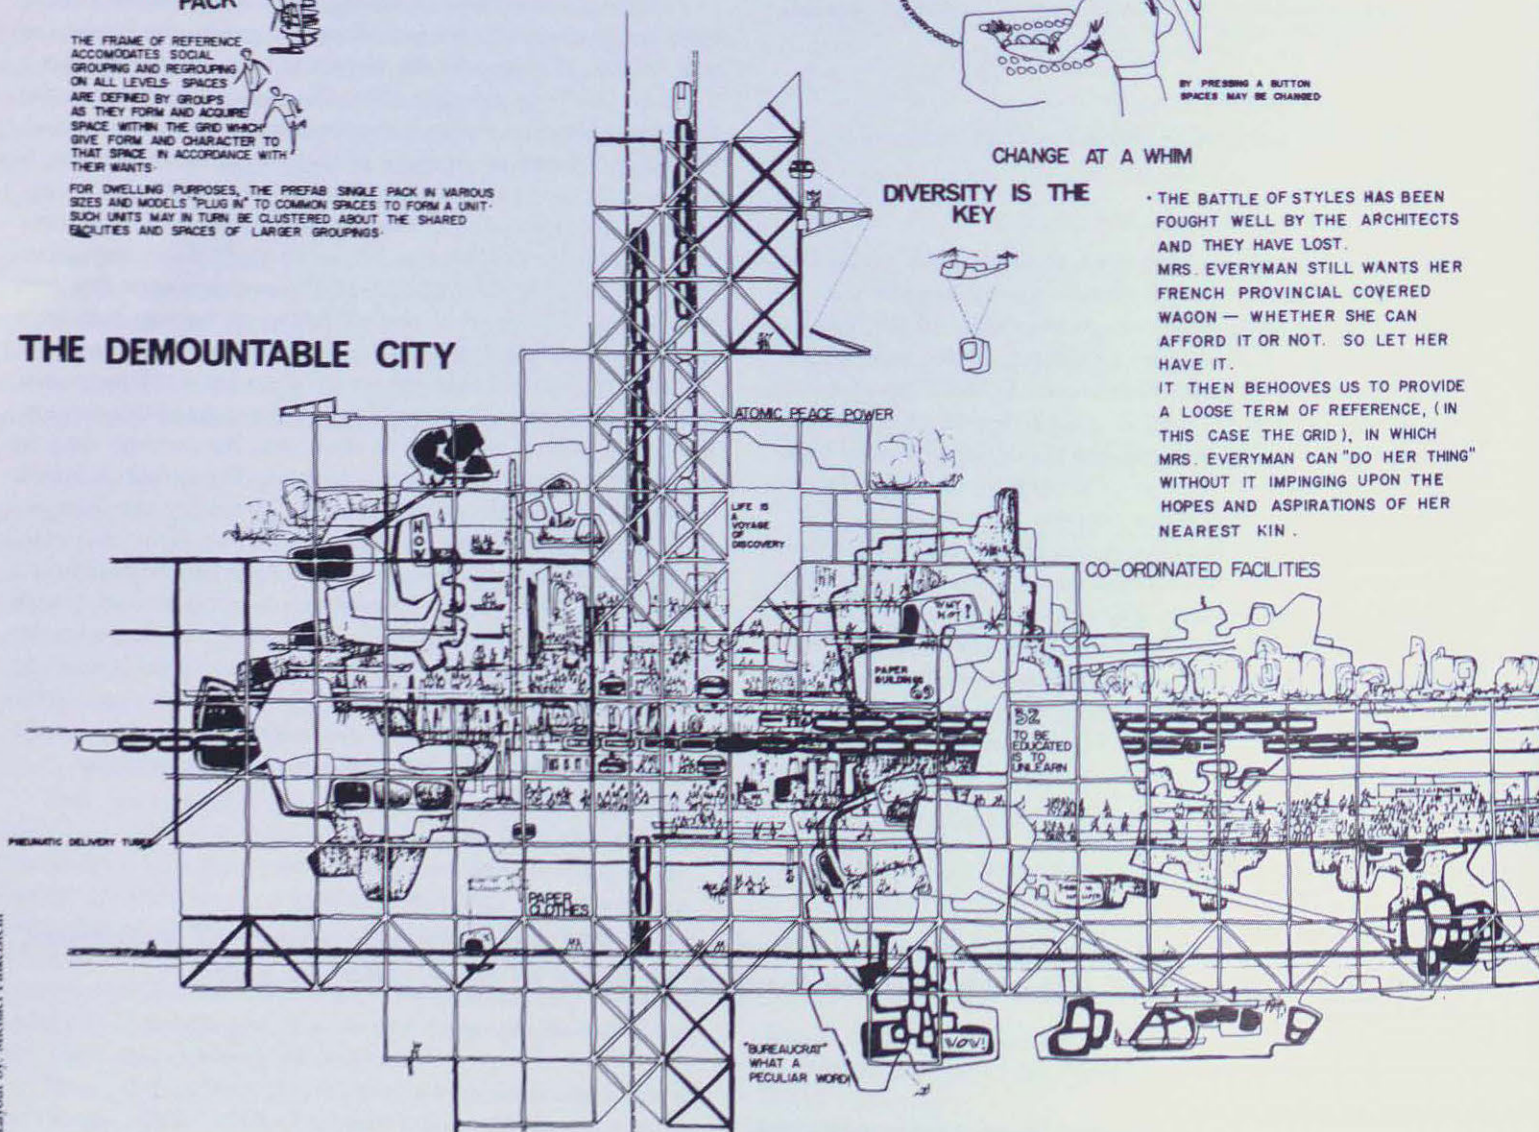 PACK
THE FRAME OF REFERENCE
ACCOMODATES SOCIAL
GROUPING AND REGROUPING
ON ALL LEVELS· SPACES
ARE DEFINED BY GROUPS
AS THEY FORM AND ACQUIRE
SPACE WITHIN THE GRID WHICH
GIVE FORM AND CHARACTER TO
THAT SPACE IN ACCORDANCE WITH
THEIR WANTS·
FOR DWELLING PURPOSES, THE PREFAB SINGLE PACK IN VARIOUS
SIZES AND MODELS "PLUG IN" TO COMMON SPACES TO FORM A UNIT·
SUCH UNITS MAY IN TURN BE CLUSTERED ABOUT THE SHARED
FACILITIES AND SPACES OF LARGER GROUPINGS·
BY PRESSING A BUTTON
SPACES MAY BE CHANGED·
CHANGE AT A WHIM
DIVERSITY IS THE
KEY
• THE BATTLE OF STYLES HAS BEEN
FOUGHT WELL BY THE ARCHITECTS
AND THEY HAVE LOST.
MRS. EVERYMAN STILL WANTS HER
FRENCH PROVINCIAL COVERED
WAGON — WHETHER SHE CAN
AFFORD IT OR NOT. SO LET HER
HAVE IT.
IT THEN BEHOOVES US TO PROVIDE
A LOOSE TERM OF REFERENCE, (IN
THIS CASE THE GRID), IN WHICH
MRS. EVERYMAN CAN "DO HER THING"
WITHOUT IT IMPINGING UPON THE
HOPES AND ASPIRATIONS OF HER
NEAREST KIN.
THE DEMOUNTABLE CITY
ATOMIC PEACE POWER
NOW
LIFE IS
A
VOYAGE
OF
DISCOVERY
CO-ORDINATED FACILITIES
WHY
NOT!
PAPER
BUILDINGS
69
52
TO BE
EDUCATED
IS TO
UNLEARN
PNEUMATIC DELIVERY TUBES
PAPER
CLOTHES
WOW!
"BUREAUCRAT"
WHAT A
PECULIAR WORD!